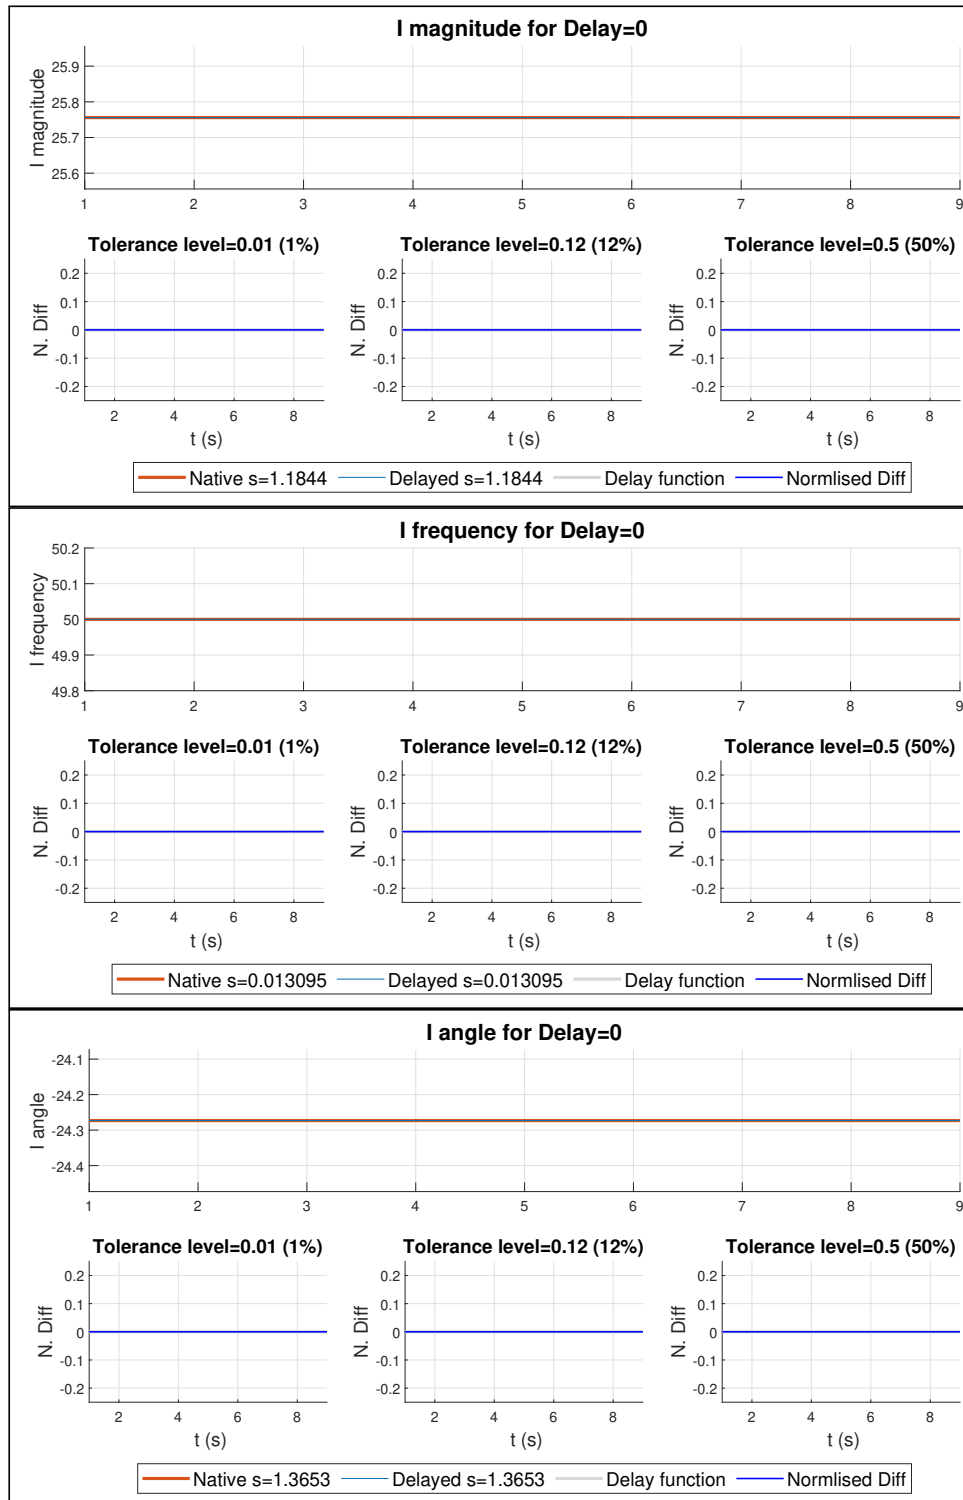 I magnitude for Delay=0
I magnitude
25.9
25.8
25.7
25.6
1 2 3 4 5 6 7 8 9
Tolerance level=0.01 (1%) Tolerance level=0.12 (12%) Tolerance level=0.5 (50%)
N. Diff N. Diff N. Diff
0.2 0.2 0.2
0.1 0.1 0.1
0 0 0
-0.1 -0.1 -0.1
-0.2 -0.2 -0.2
2 4 6 8 2 4 6 8 2 4 6 8
t (s) t (s) t (s)
Native s=1.1844 Delayed s=1.1844 Delay function Normlised Diff
I frequency for Delay=0
I frequency
50.2
50.1
50
49.9
49.8
1 2 3 4 5 6 7 8 9
Tolerance level=0.01 (1%) Tolerance level=0.12 (12%) Tolerance level=0.5 (50%)
N. Diff N. Diff N. Diff
0.2 0.2 0.2
0.1 0.1 0.1
0 0 0
-0.1 -0.1 -0.1
-0.2 -0.2 -0.2
2 4 6 8 2 4 6 8 2 4 6 8
t (s) t (s) t (s)
Native s=0.013095 Delayed s=0.013095 Delay function Normlised Diff
I angle for Delay=0
I angle
-24.1
-24.2
-24.3
-24.4
1 2 3 4 5 6 7 8 9
Tolerance level=0.01 (1%) Tolerance level=0.12 (12%) Tolerance level=0.5 (50%)
N. Diff N. Diff N. Diff
0.2 0.2 0.2
0.1 0.1 0.1
0 0 0
-0.1 -0.1 -0.1
-0.2 -0.2 -0.2
2 4 6 8 2 4 6 8 2 4 6 8
t (s) t (s) t (s)
Native s=1.3653 Delayed s=1.3653 Delay function Normlised Diff